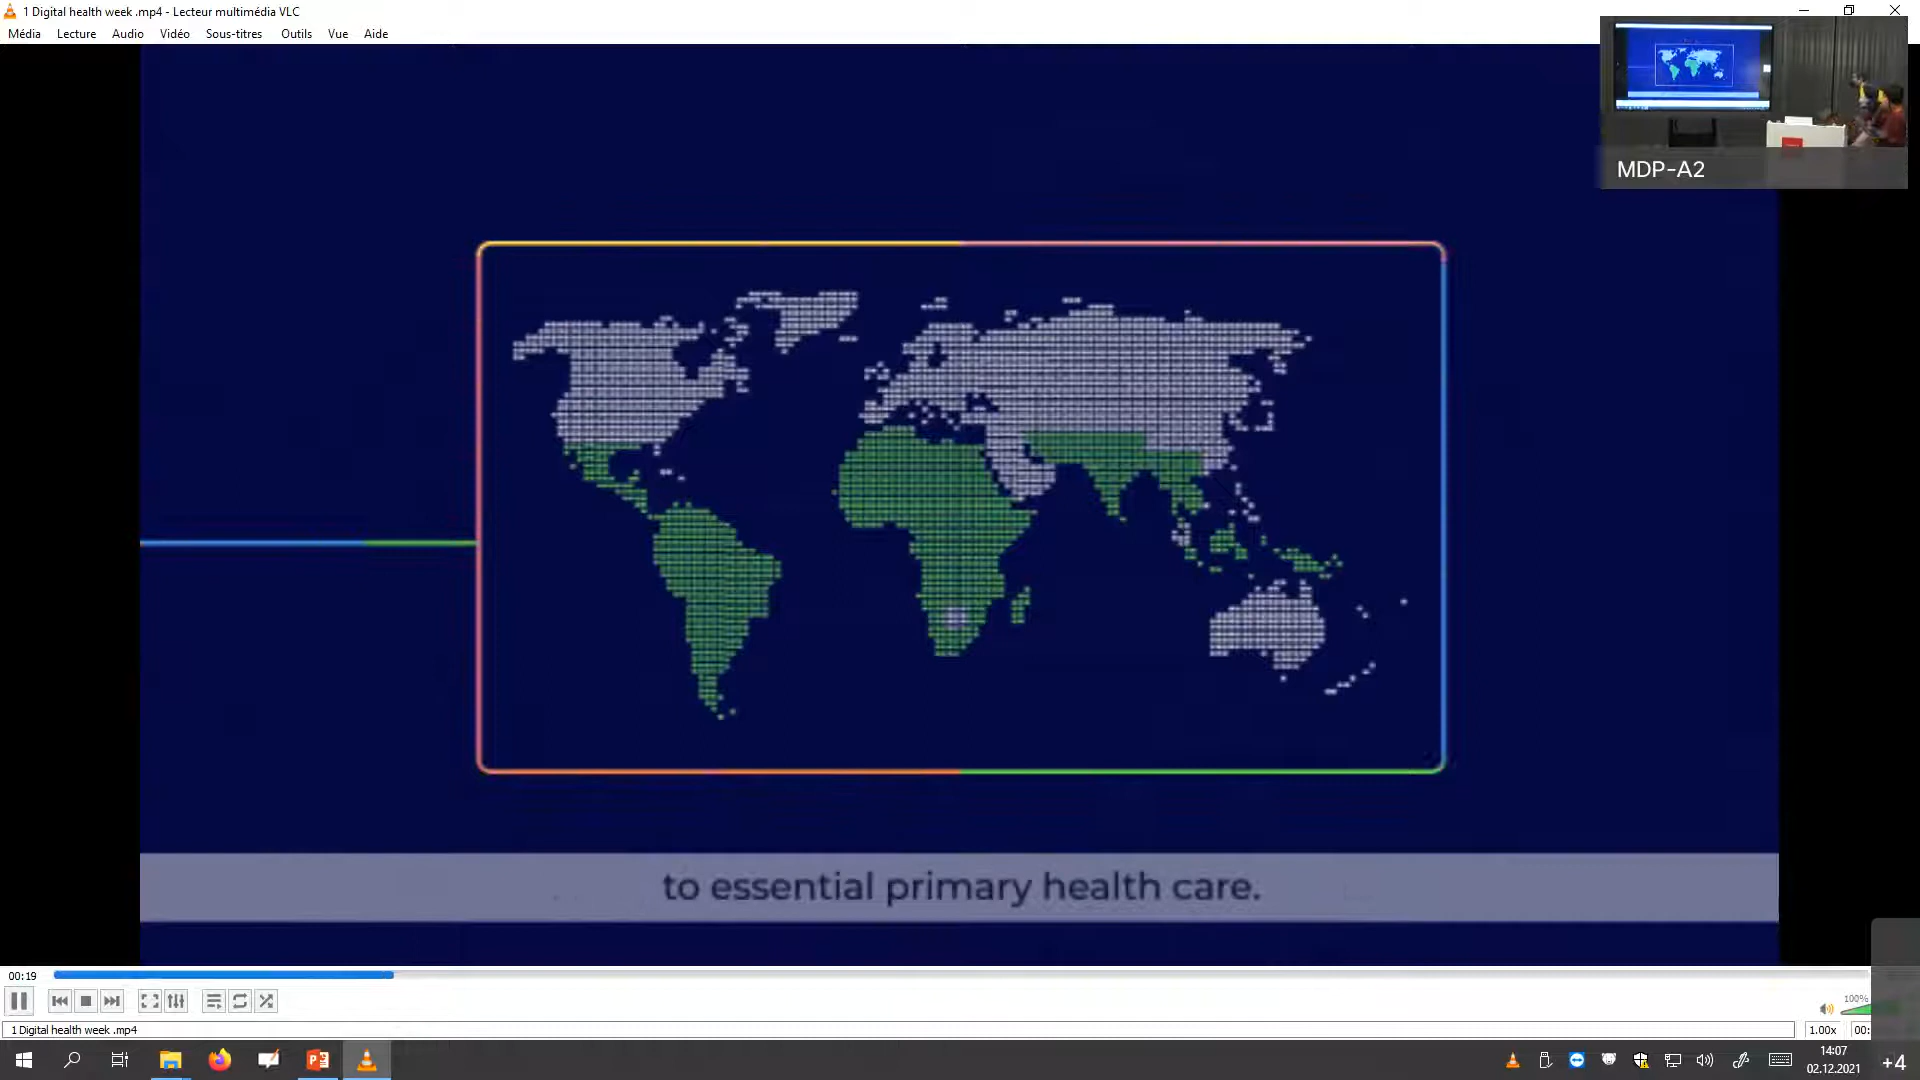 1 Digital health week .mp4 - Lecteur multimédia VLC
Média Lecture Audio Vidéo Sous-titres Outils Vue Aide
MDP-A2
to essential primary health care.
00:19
100%
1 Digital health week .mp4
1.00x 00:
14:07
02.12.2021
+4